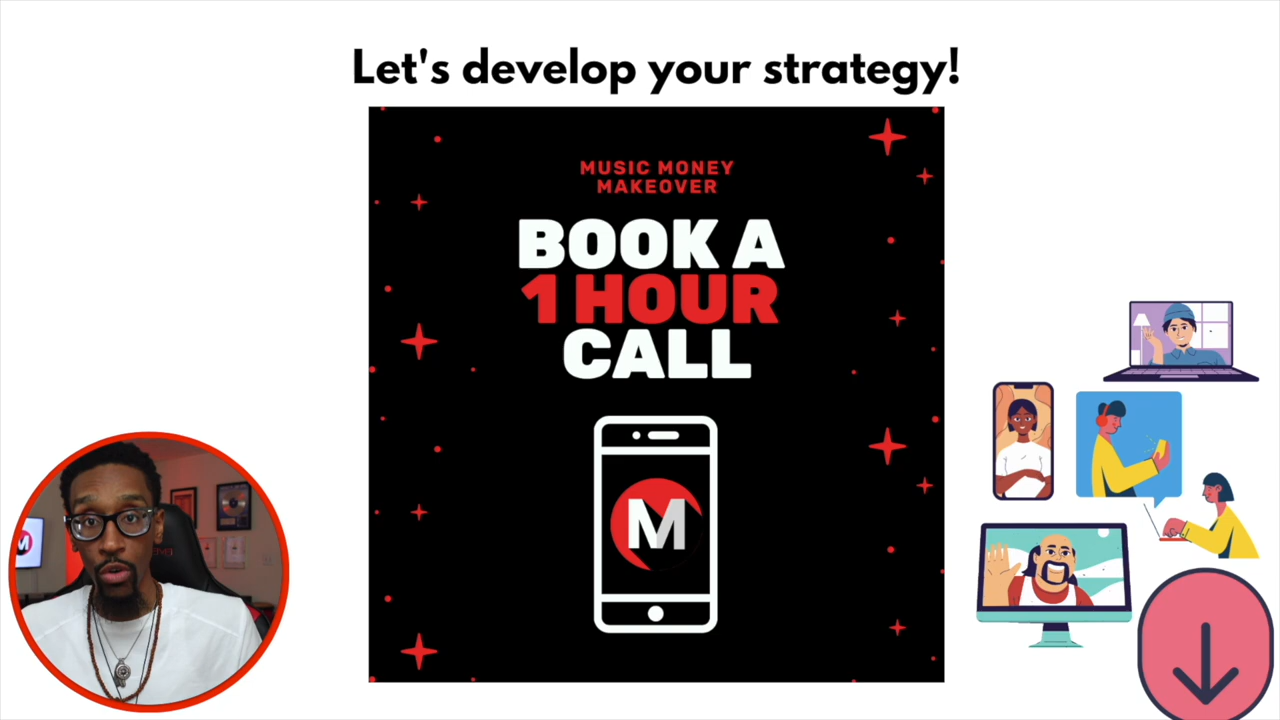 Let's develop your strategy!
MUSIC MONEY
MAKEOVER
BOOK A
1 HOUR
CALL
M
M